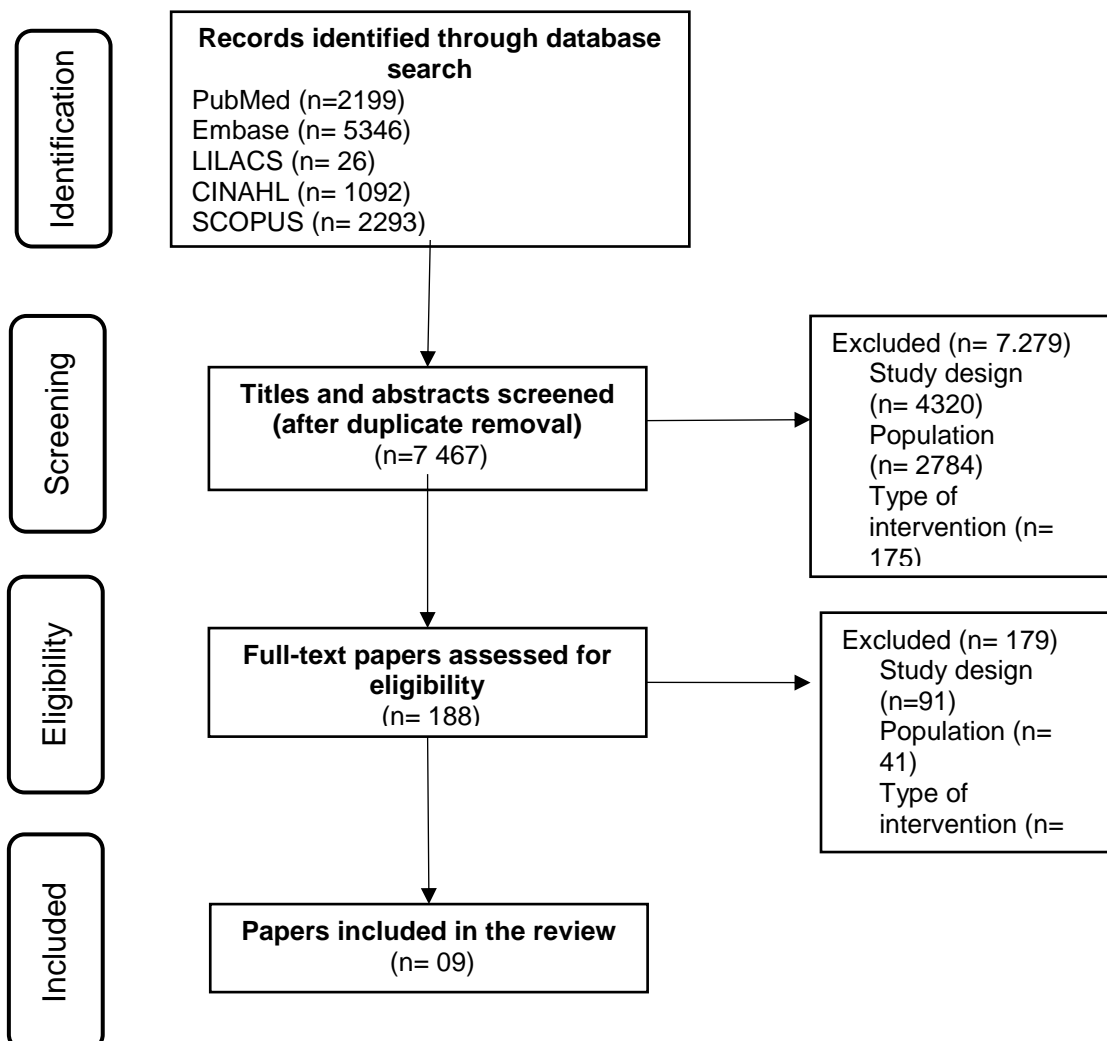 Identification
Records identified through database
search
PubMed (n=2199)
Embase (n= 5346)
LILACS (n= 26)
CINAHL (n= 1092)
SCOPUS (n= 2293)
Screening
Titles and abstracts screened
(after duplicate removal)
(n=7 467)
Excluded (n= 7.279)
Study design
(n= 4320)
Population
(n= 2784)
Type of
intervention (n=
175)
Eligibility
Full-text papers assessed for
eligibility
(n= 188)
Excluded (n= 179)
Study design
(n=91)
Population (n=
41)
Type of
intervention (n=
Included
Papers included in the review
(n= 09)